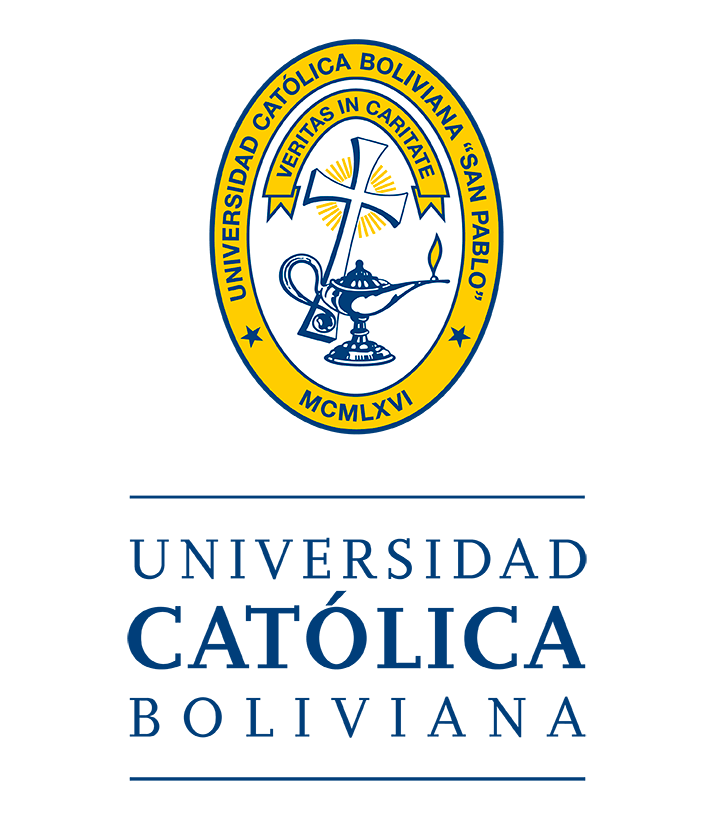 UNIVERSIDAD CATÓLICA BOLIVIANA “SAN PABLO”
VERITAS IN CARITATE
MCMLXVI
UNIVERSIDAD
CATÓLICA
BOLIVIANA